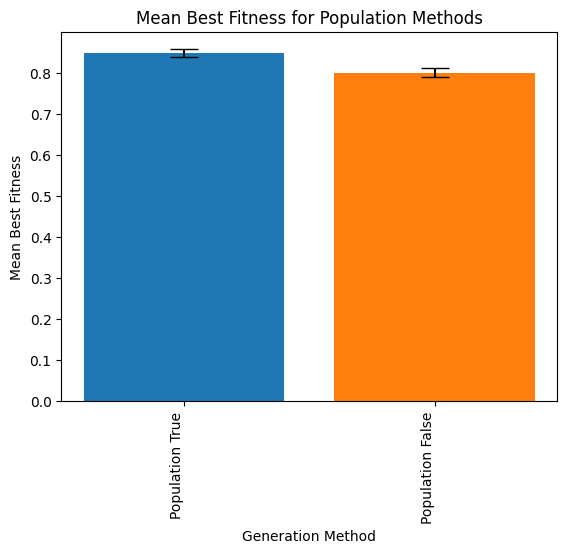 Mean Best Fitness for Population Methods
Mean Best Fitness
0.8
0.7
0.6
0.5
0.4
0.3
0.2
0.1
0.0
Population True
Population False
Generation Method